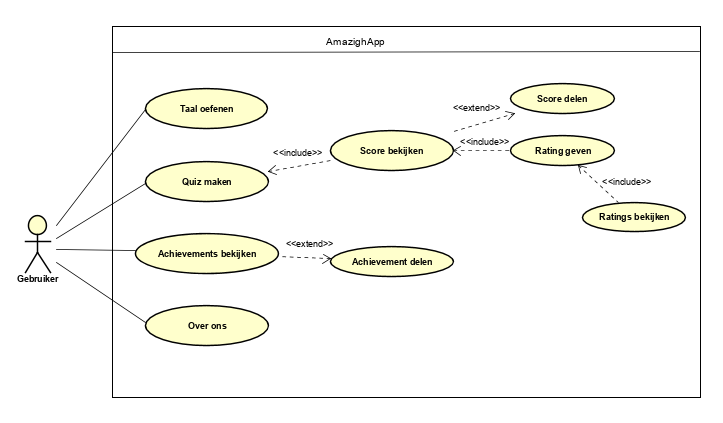 AmazighApp
Taal oefenen
Score delen
<<extend>>
<<include>>
Score bekijken
<<include>>
Rating geven
Quiz maken
<<include>>
Ratings bekijken
Achievements bekijken
<<extend>>
Achievement delen
Gebruiker
Over ons